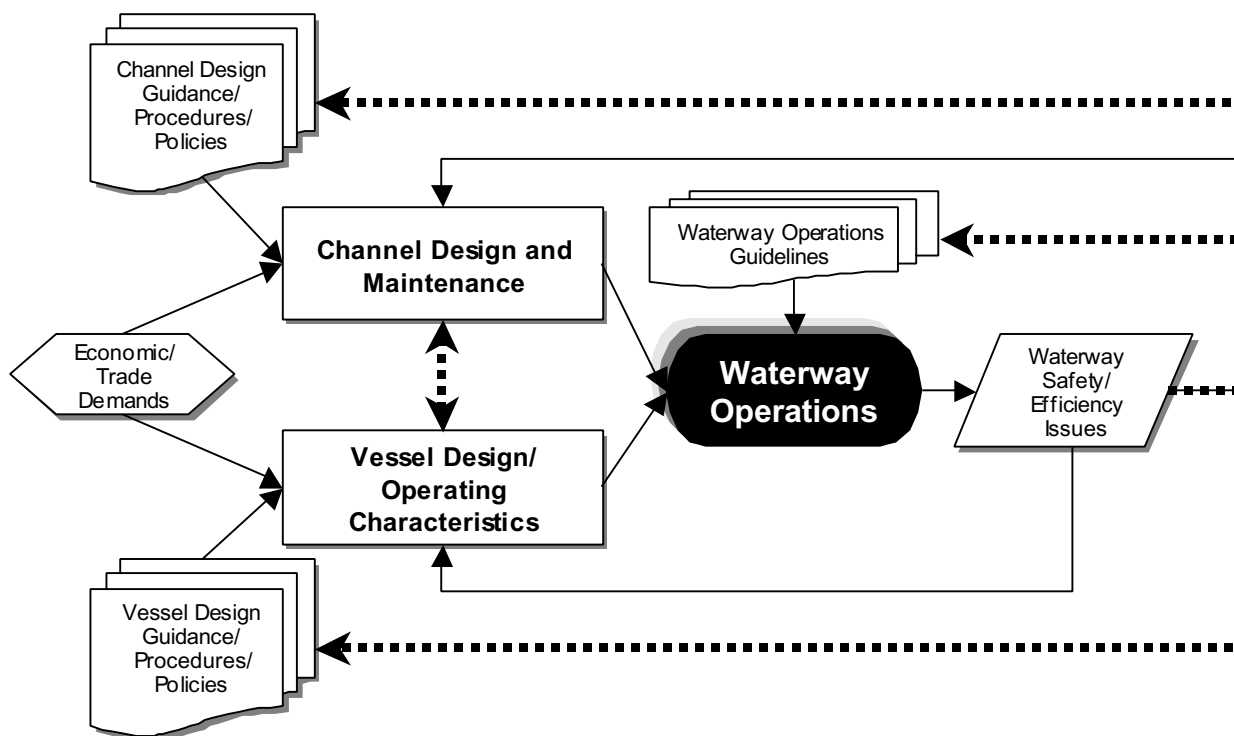 Channel Design
Guidance/
Procedures/
Policies
Channel Design and
Maintenance
Waterway Operations
Guidelines
Economic/
Trade
Demands
Waterway
Operations
Waterway
Safety/
Efficiency
Issues
Vessel Design/
Operating
Characteristics
Vessel Design
Guidance/
Procedures/
Policies